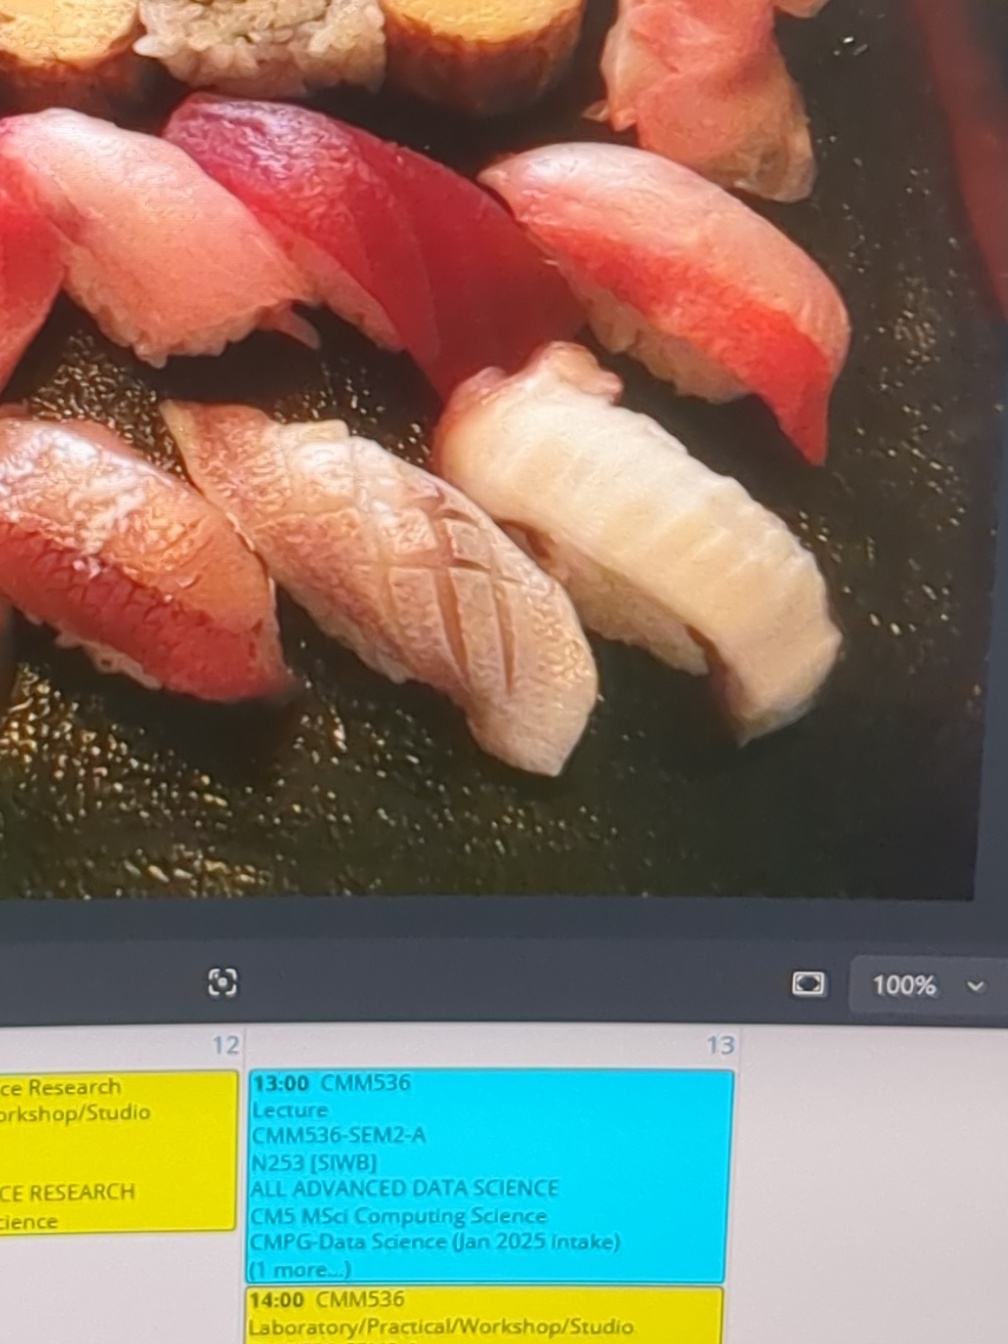 100%
12
13
ce Research
orkshop/Studio
CE RESEARCH
cience
13:00 CMM536
Lecture
CMM536-SEM2-A
N253 [SIWB]
ALL ADVANCED DATA SCIENCE
CM5 MSci Computing Science
CMPG-Data Science (Jan 2025 intake)
(1 more...)
14:00 CMM536
Laboratory/Practical/Workshop/Studio